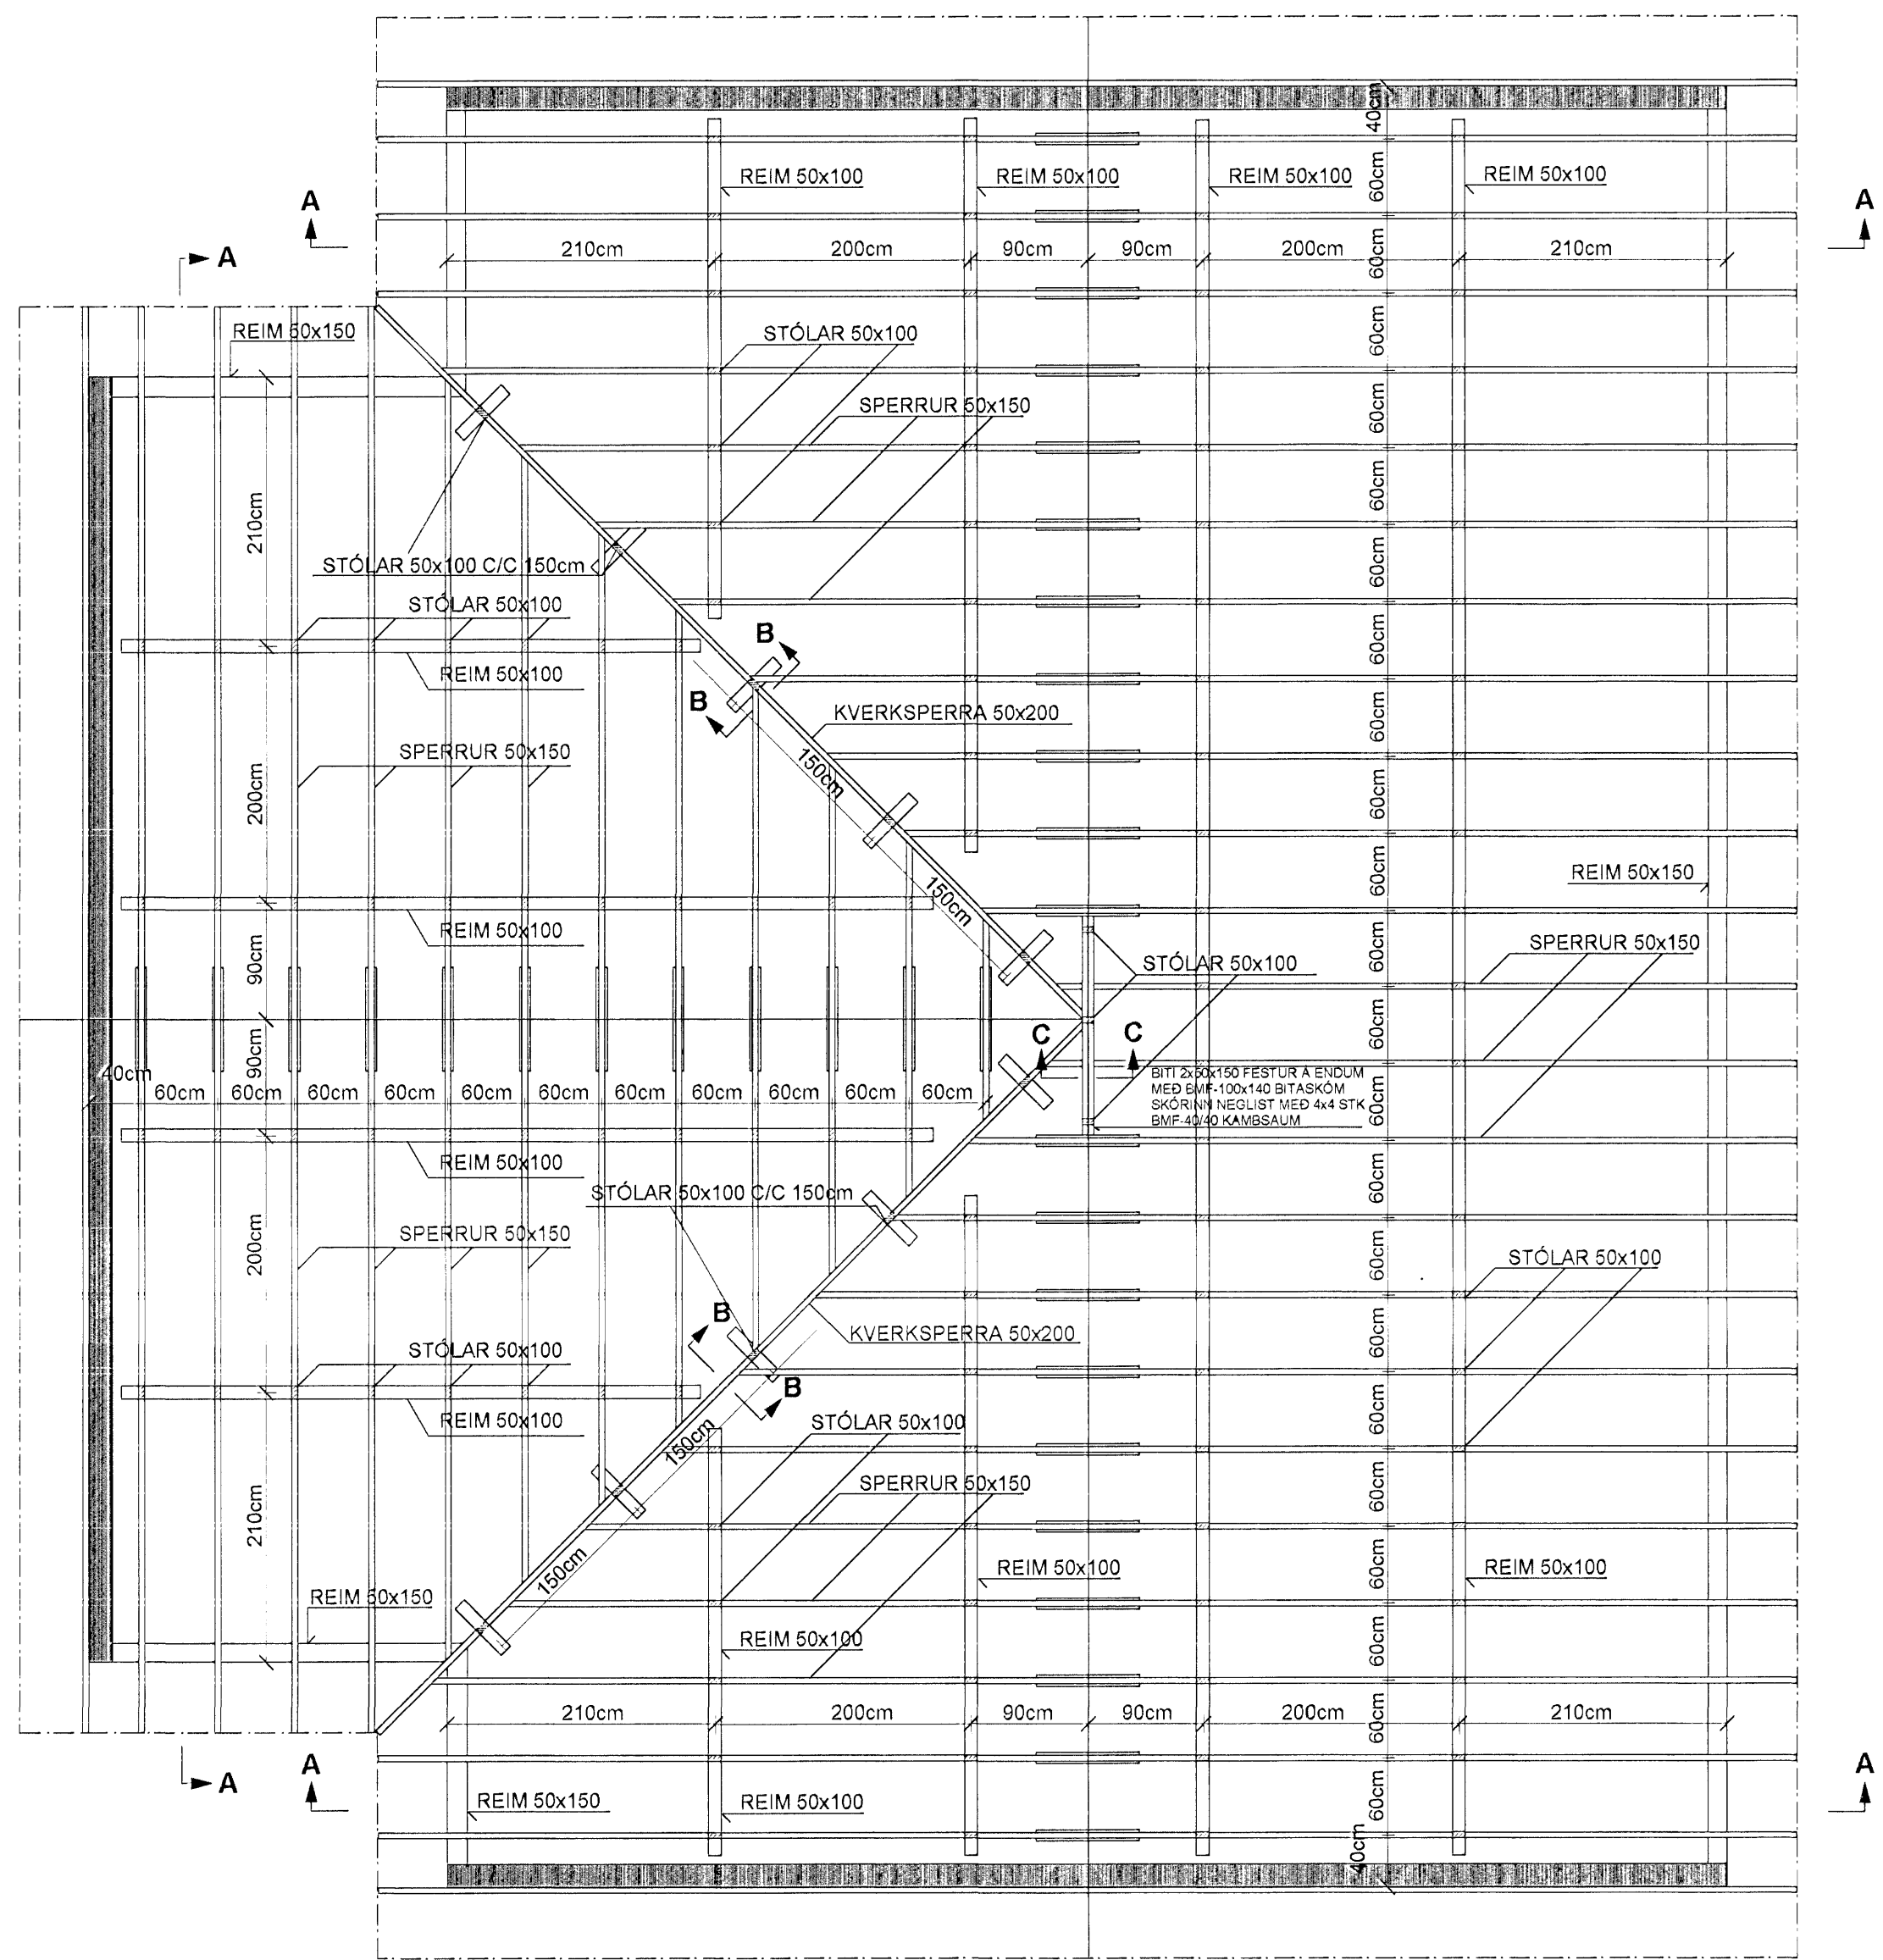 40cm
REIM 50x100
REIM 50x100
REIM 50x100
REIM 50x100
60cm
A
A
A
210cm
200cm
90cm
90cm
200cm
210cm
60cm
REIM 50x150
STÓLAR 50x100
60cm
SPERRUR 50x150
60cm
60cm
210cm
STÓLAR 50x100 C/C 150cm
60cm
STÓLAR 50x100
60cm
B
REIM 50x100
B
60cm
KVERKSPERRA 50x200
SPERRUR 50x150
150cm
60cm
200cm
60cm
REIM 50x150
150cm
REIM 50x100
60cm
SPERRUR 50x150
90cm
STÓLAR 50x100
C
C
60cm
90cm
40cm
60cm
60cm
60cm
60cm
60cm
60cm
60cm
60cm
60cm
60cm
60cm
BITI 2x50x150 FESTUR Á ENDUM
MEÐ BMF-100x140 BITASKÓM
SKÓRINN NEGLIST MEÐ 4x4 STK
BMF-40/40 KAMBSAUM
60cm
REIM 50x100
60cm
STÓLAR 50x100 C/C 150cm
SPERRUR 50x150
200cm
60cm
STÓLAR 50x100
B
KVERKSPERRA 50x200
60cm
STÓLAR 50x100
B
REIM 50x100
STÓLAR 50x100
60cm
150cm
SPERRUR 50x150
60cm
210cm
150cm
REIM 50x100
REIM 50x100
60cm
REIM 50x150
REIM 50x100
60cm
210cm
200cm
90cm
90cm
200cm
210cm
60cm
A
A
A
REIM 50x150
REIM 50x100
60cm
40cm